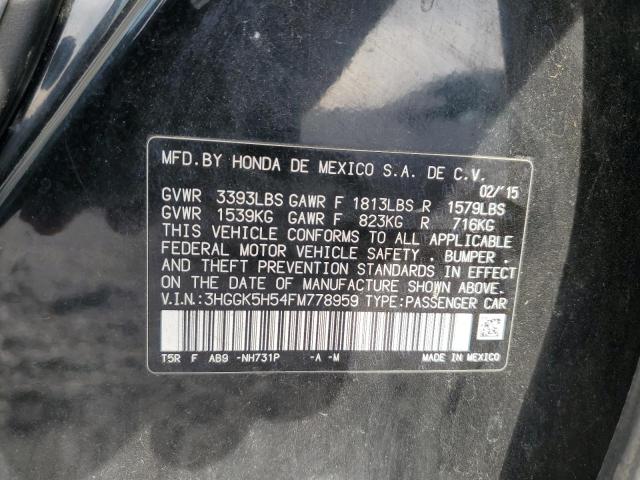 MFD.BY HONDA DE MEXICO S.A. DE C.V.
02/'15
GVWR 3393LBS GAWR F 1813LBS R 1579LBS
GVWR 1539KG GAWR F 823KG R 716KG
THIS VEHICLE CONFORMS TO ALL APPLICABLE
FEDERAL MOTOR VEHICLE SAFETY , BUMPER ,
AND THEFT PREVENTION STANDARDS IN EFFECT
ON THE DATE OF MANUFACTURE SHOWN ABOVE.
V.I.N.:3HGGK5H54FM778959 TYPE:PASSENGER CAR
T5R F AB9 -NH731P -A -M MADE IN MEXICO